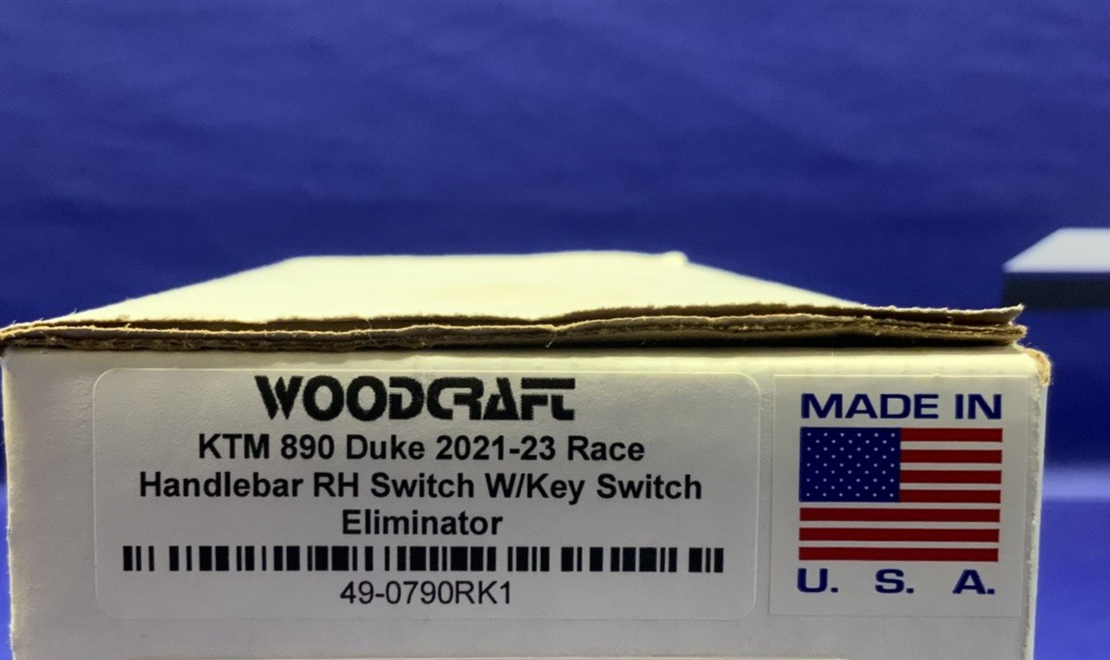 WOODCRAFT
KTM 890 Duke 2021-23 Race
Handlebar RH Switch W/Key Switch
Eliminator
49-0790RK1
MADE IN
U. S. A.